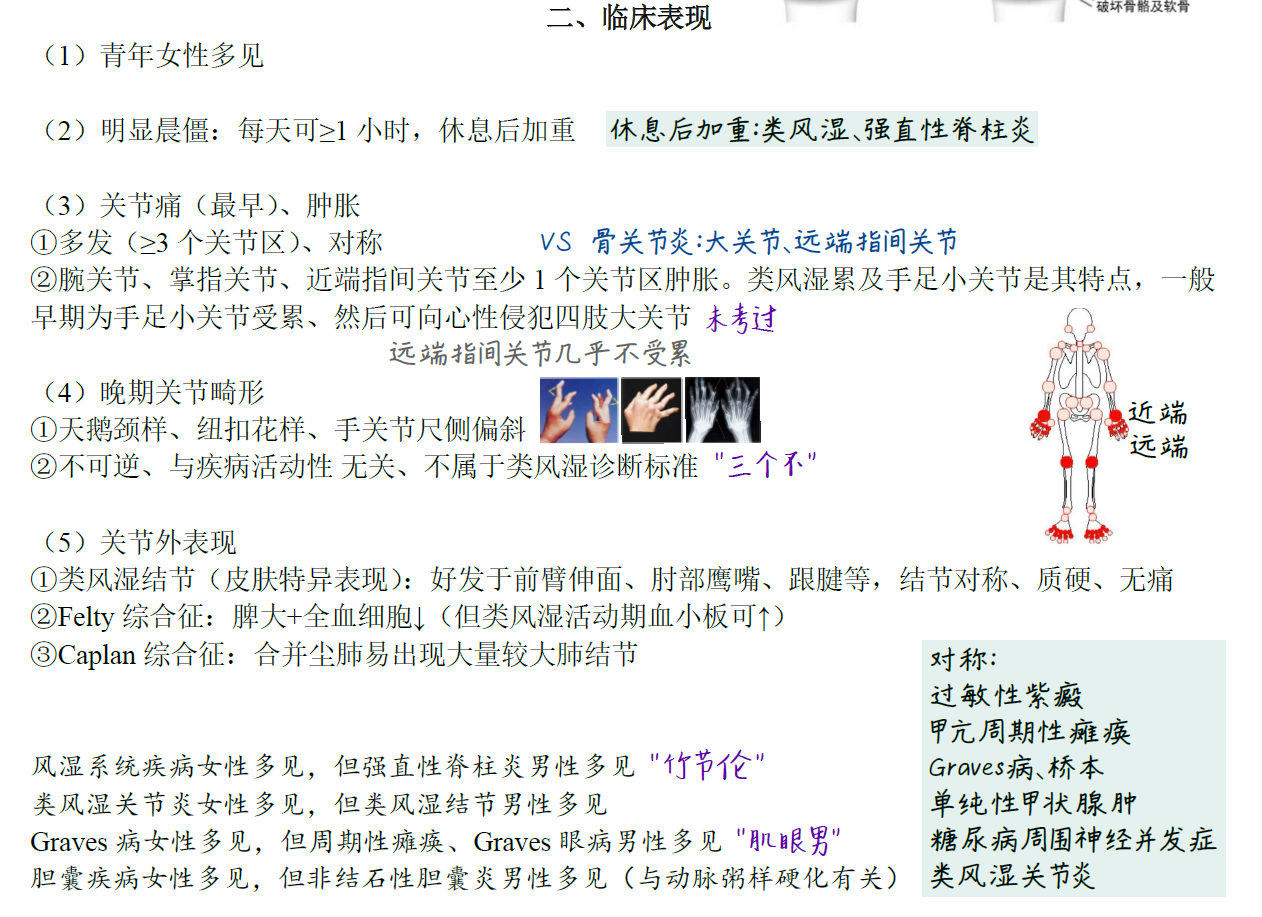 二、临床表现
破坏骨骼及软骨
（1）青年女性多见
（2）明显晨僵：每天可≥1 小时，休息后加重
休息后加重:类风湿、强直性脊柱炎
（3）关节痛（最早）、肿胀
①多发（≥3 个关节区）、对称
VS 骨关节炎:大关节、远端指间关节
②腕关节、掌指关节、近端指间关节至少 1 个关节区肿胀。类风湿累及手足小关节是其特点，一般
早期为手足小关节受累、然后可向心性侵犯四肢大关节 未考过
远端指间关节几乎不受累
（4）晚期关节畸形
①天鹅颈样、纽扣花样、手关节尺侧偏斜
近端
远端
②不可逆、与疾病活动性 无关、不属于类风湿诊断标准 "三个不"
（5）关节外表现
①类风湿结节（皮肤特异表现）：好发于前臂伸面、肘部鹰嘴、跟腱等，结节对称、质硬、无痛
②Felty 综合征：脾大+全血细胞↓（但类风湿活动期血小板可↑）
③Caplan 综合征：合并尘肺易出现大量较大肺结节
风湿系统疾病女性多见，但强直性脊柱炎男性多见 "竹节伦"
类风湿关节炎女性多见，但类风湿结节男性多见
Graves 病女性多见，但周期性瘫痪、Graves 眼病男性多见 "肌眼男"
胆囊疾病女性多见，但非结石性胆囊炎男性多见（与动脉粥样硬化有关）
对称:
过敏性紫癜
甲亢周期性瘫痪
Graves病、桥本
单纯性甲状腺肿
糖尿病周围神经并发症
类风湿关节炎